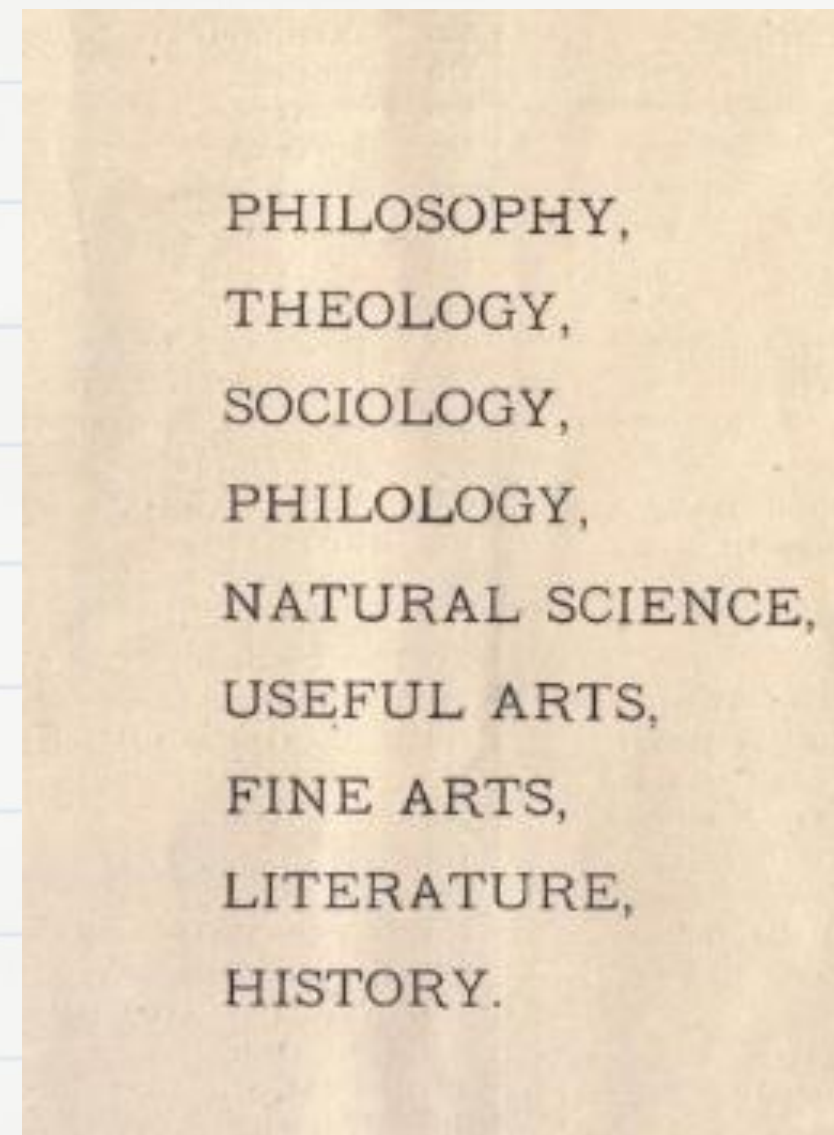 PHILOSOPHY,
THEOLOGY,
SOCIOLOGY,
PHILOLOGY,
NATURAL SCIENCE,
USEFUL ARTS,
FINE ARTS,
LITERATURE,
HISTORY.